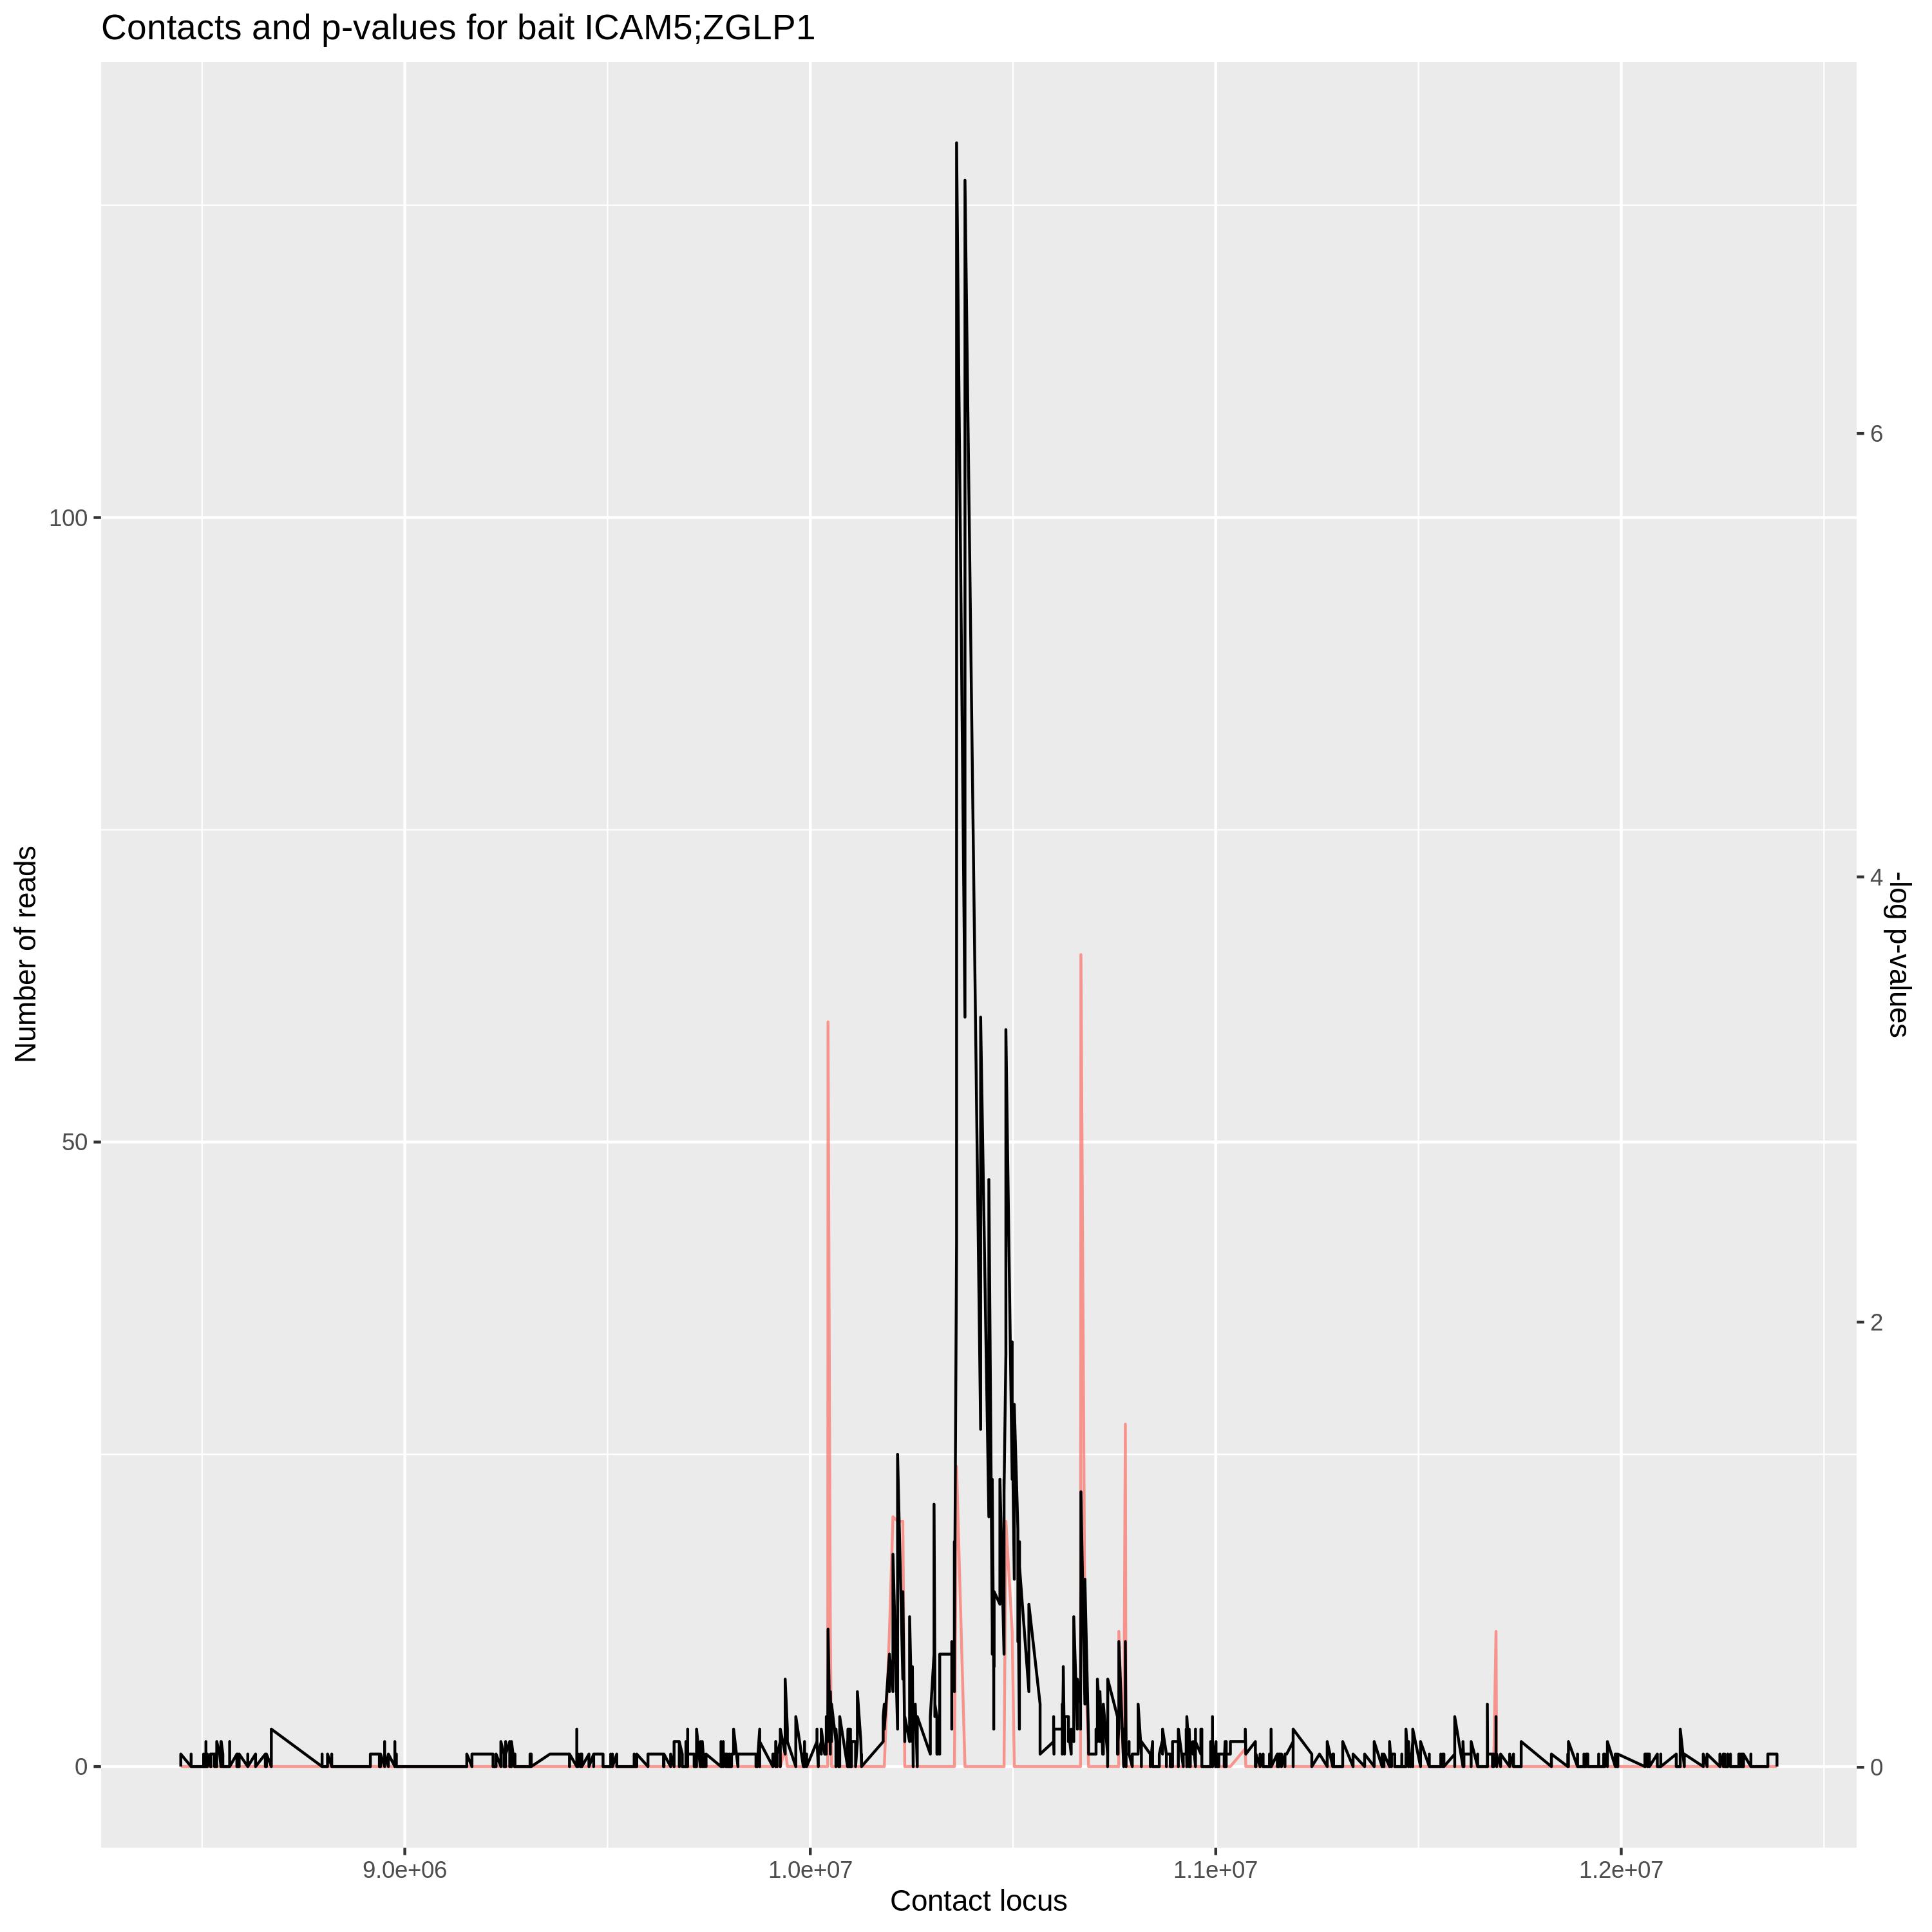 Contacts and p-values for bait ICAM5;ZGLP1
Number of reads
100
50
0
6
4
2
0
-log p-values
9.0e+06
1.0e+07
1.1e+07
1.2e+07
Contact locus